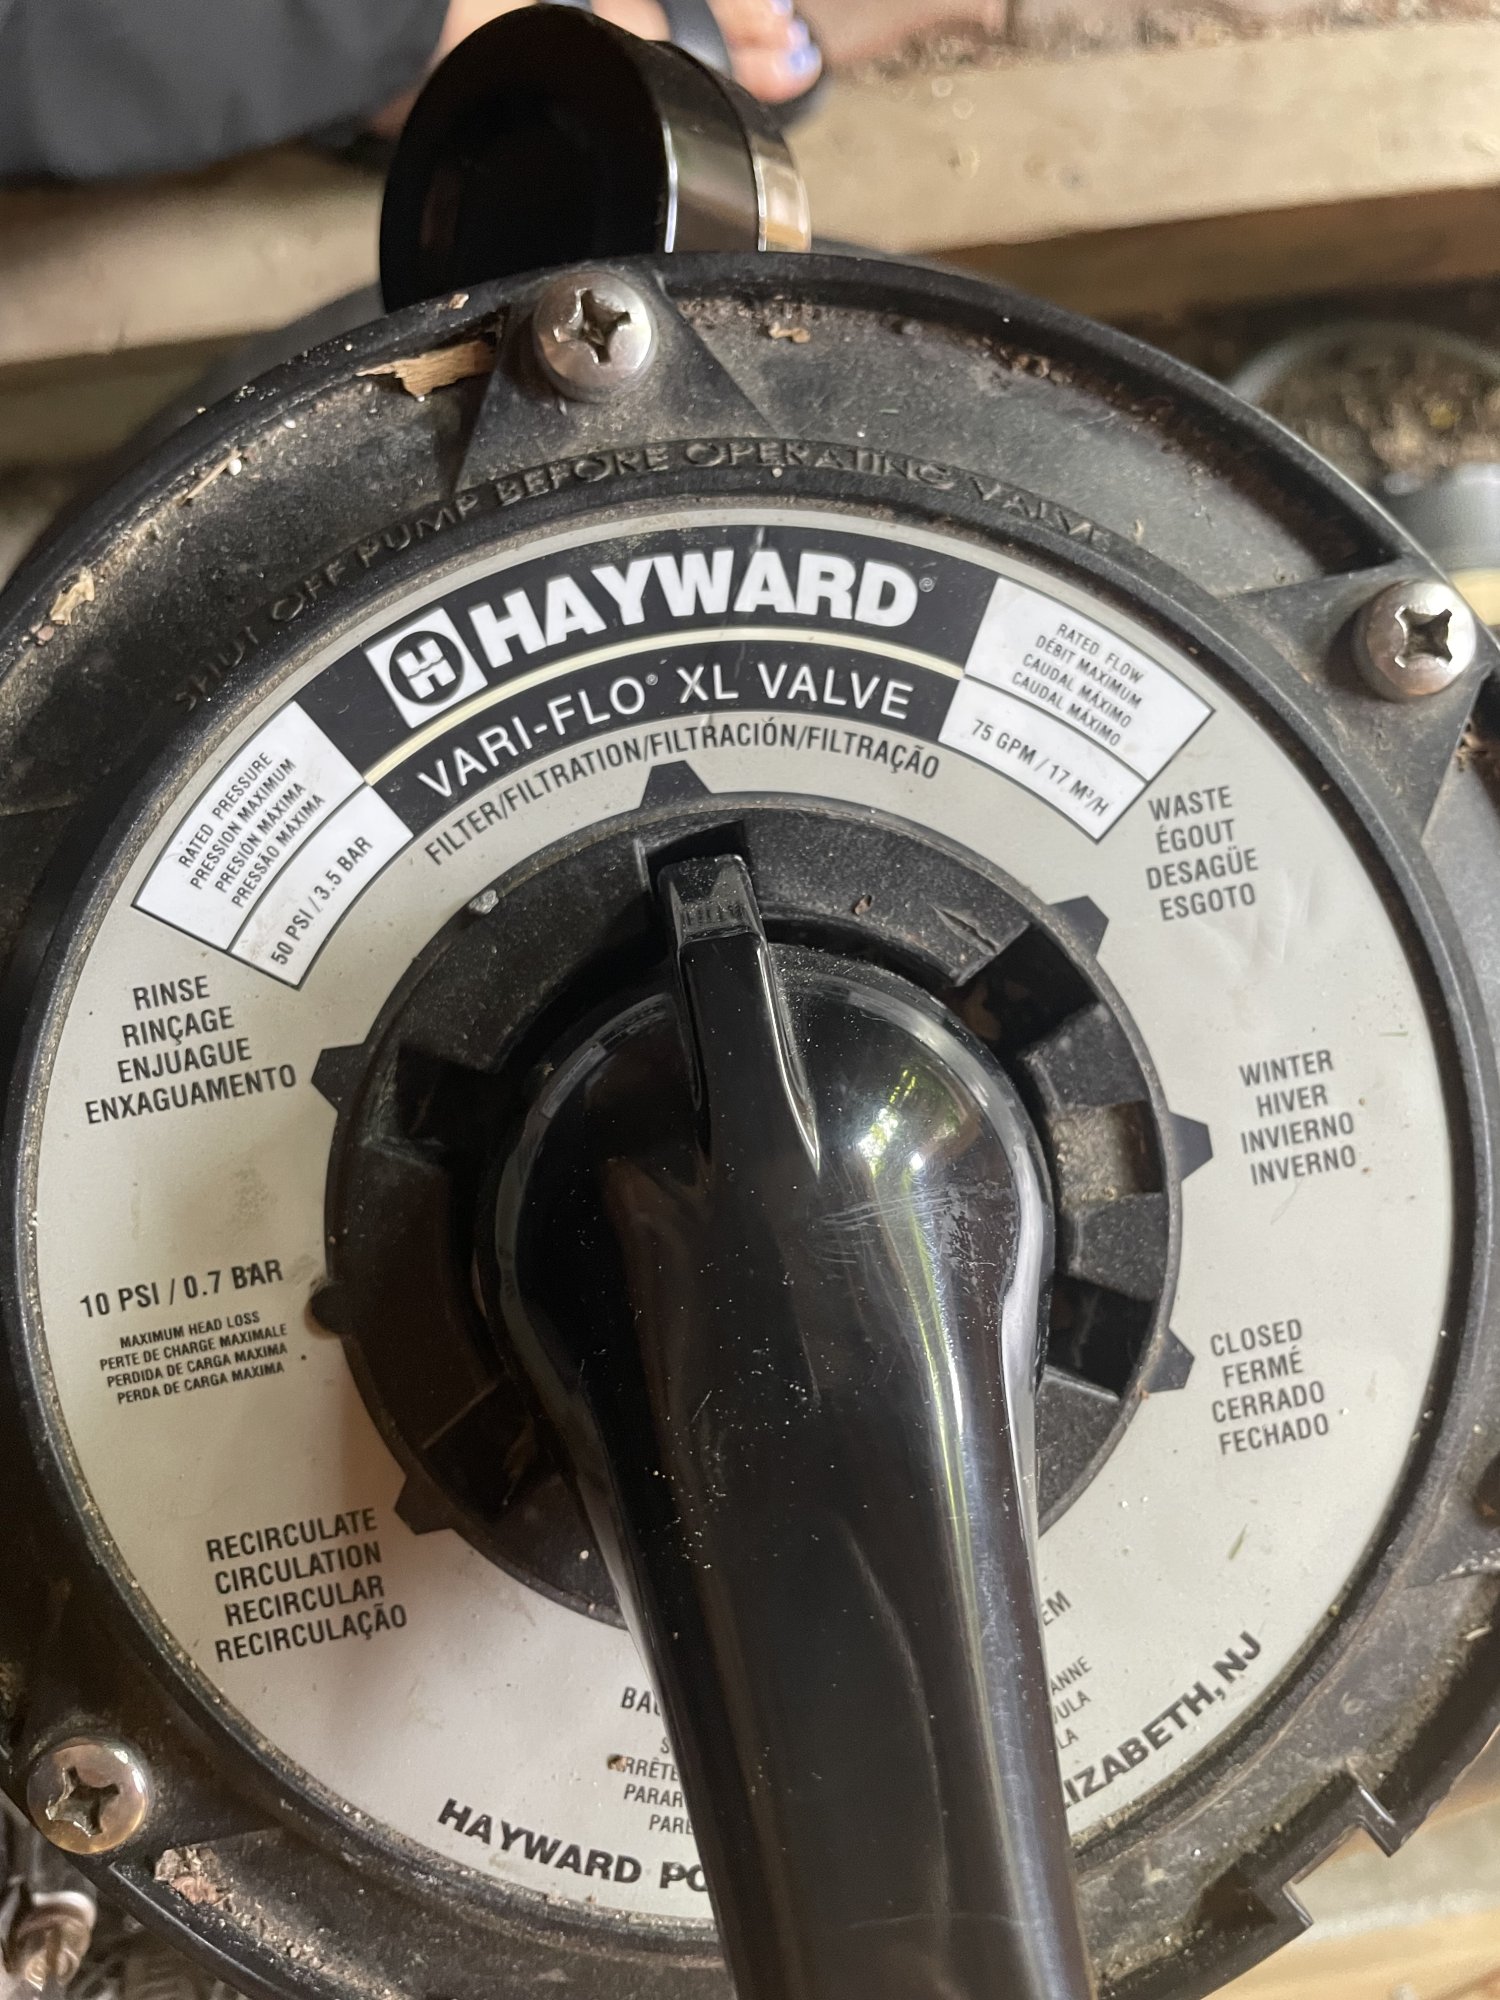 SHUT OFF PUMP BEFORE OPERATING VALVE
H HAYWARD®
VARI-FLO® XL VALVE
FILTER/FILTRATION/FILTRACIÓN/FILTRAÇÃO
RATED PRESSURE
PRESSION MAXIMUM
PRESIÓN MÁXIMA
PRESSÃO MÁXIMA
50 PSI / 3.5 BAR
RATED FLOW
DÉBIT MAXIMUM
CAUDAL MÁXIMO
CAUDAL MÁXIMO
75 GPM / 17 M³/H
WASTE
ÉGOUT
DESAGÜE
ESGOTO
RINSE
RINÇAGE
ENJUAGUE
ENXAGUAMENTO
WINTER
HIVER
INVIERNO
INVERNO
10 PSI / 0.7 BAR
MAXIMUM HEAD LOSS
PERTE DE CHARGE MAXIMALE
PERDIDA DE CARGA MAXIMA
PERDA DE CARGA MAXIMA
CLOSED
FERMÉ
CERRADO
FECHADO
RECIRCULATE
CIRCULATION
RECIRCULAR
RECIRCULAÇÃO
HAYWARD
NJ